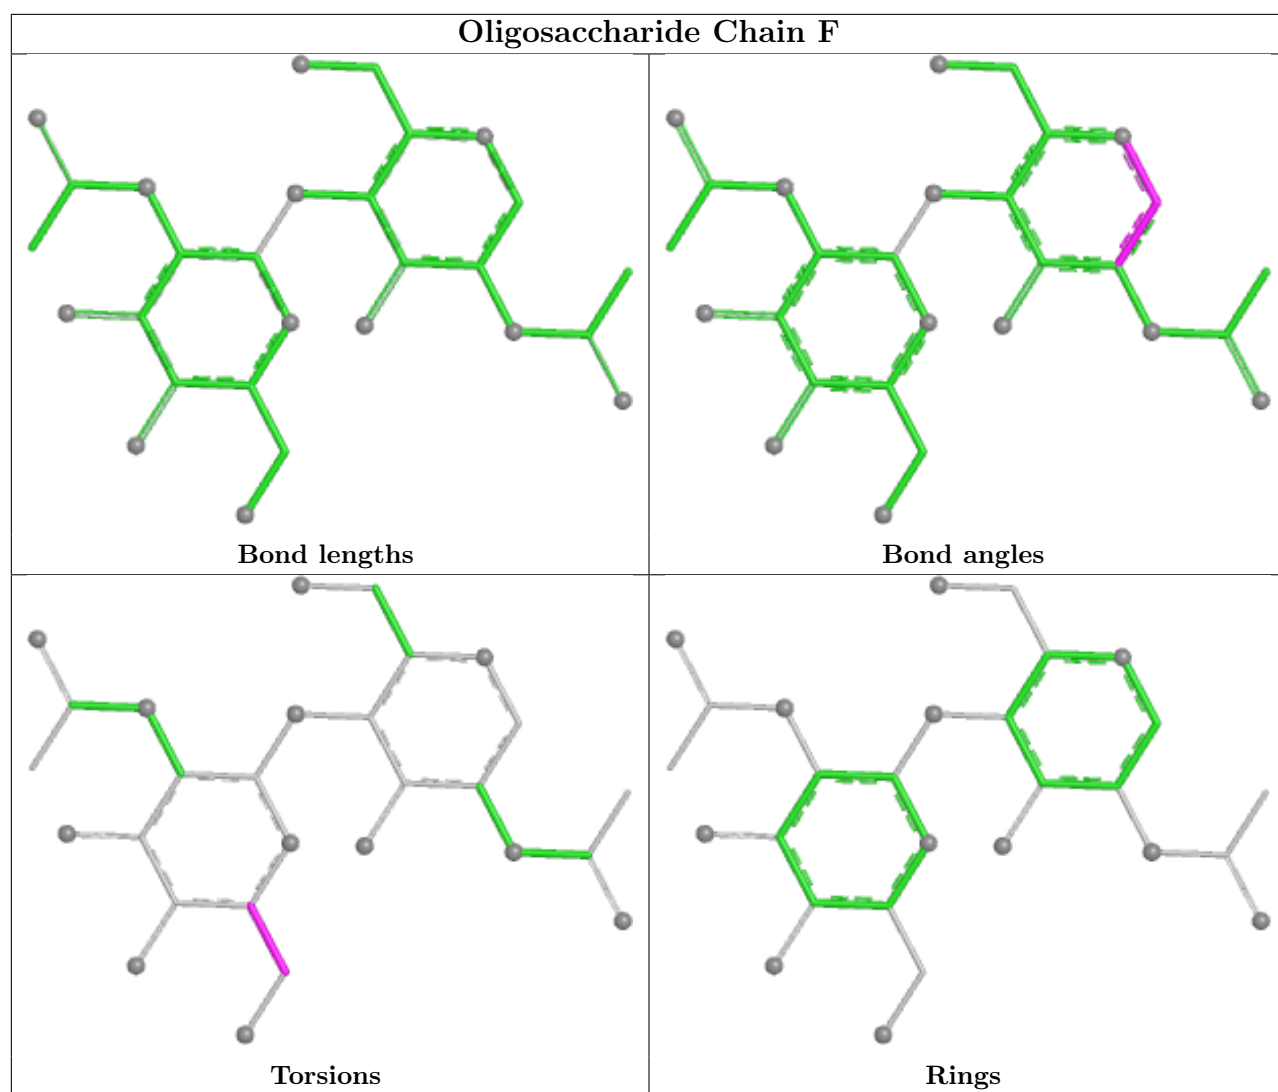 Oligosaccharide Chain F
Bond lengths
Bond angles
Torsions
Rings